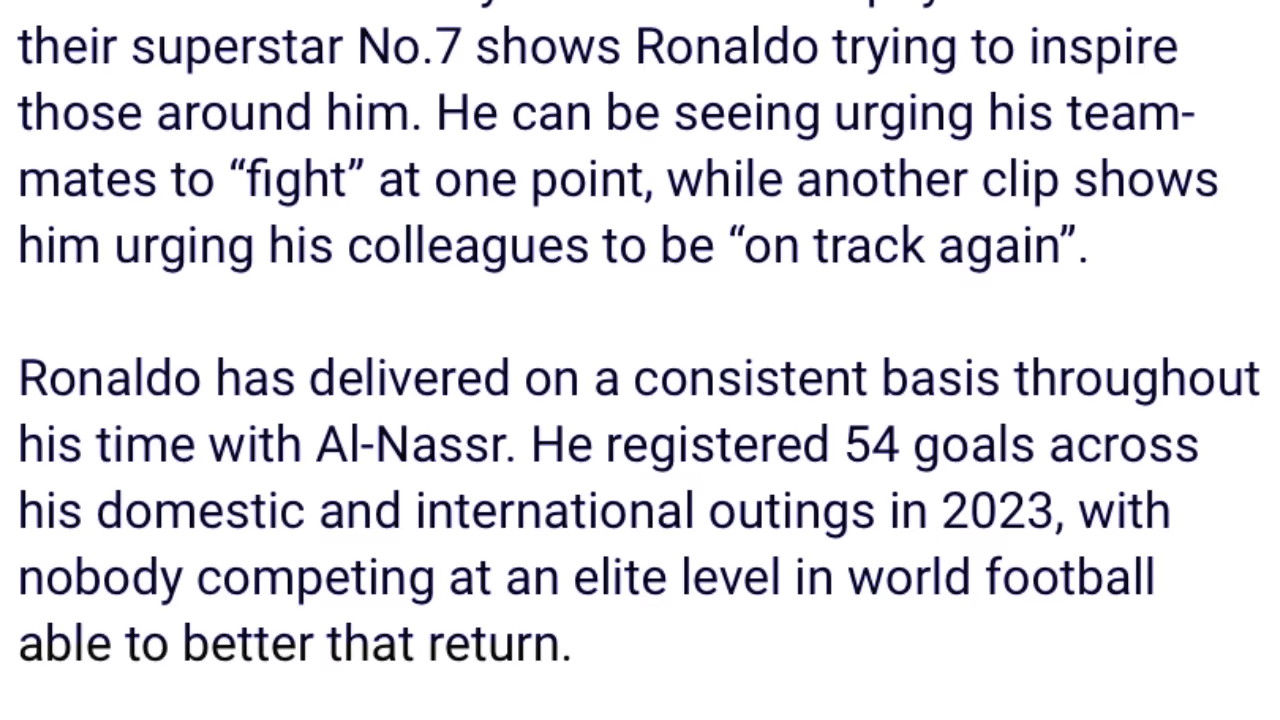 their superstar No.7 shows Ronaldo trying to inspire
those around him. He can be seeing urging his team-
mates to “fight” at one point, while another clip shows
him urging his colleagues to be “on track again”.
Ronaldo has delivered on a consistent basis throughout
his time with Al-Nassr. He registered 54 goals across
his domestic and international outings in 2023, with
nobody competing at an elite level in world football
able to better that return.